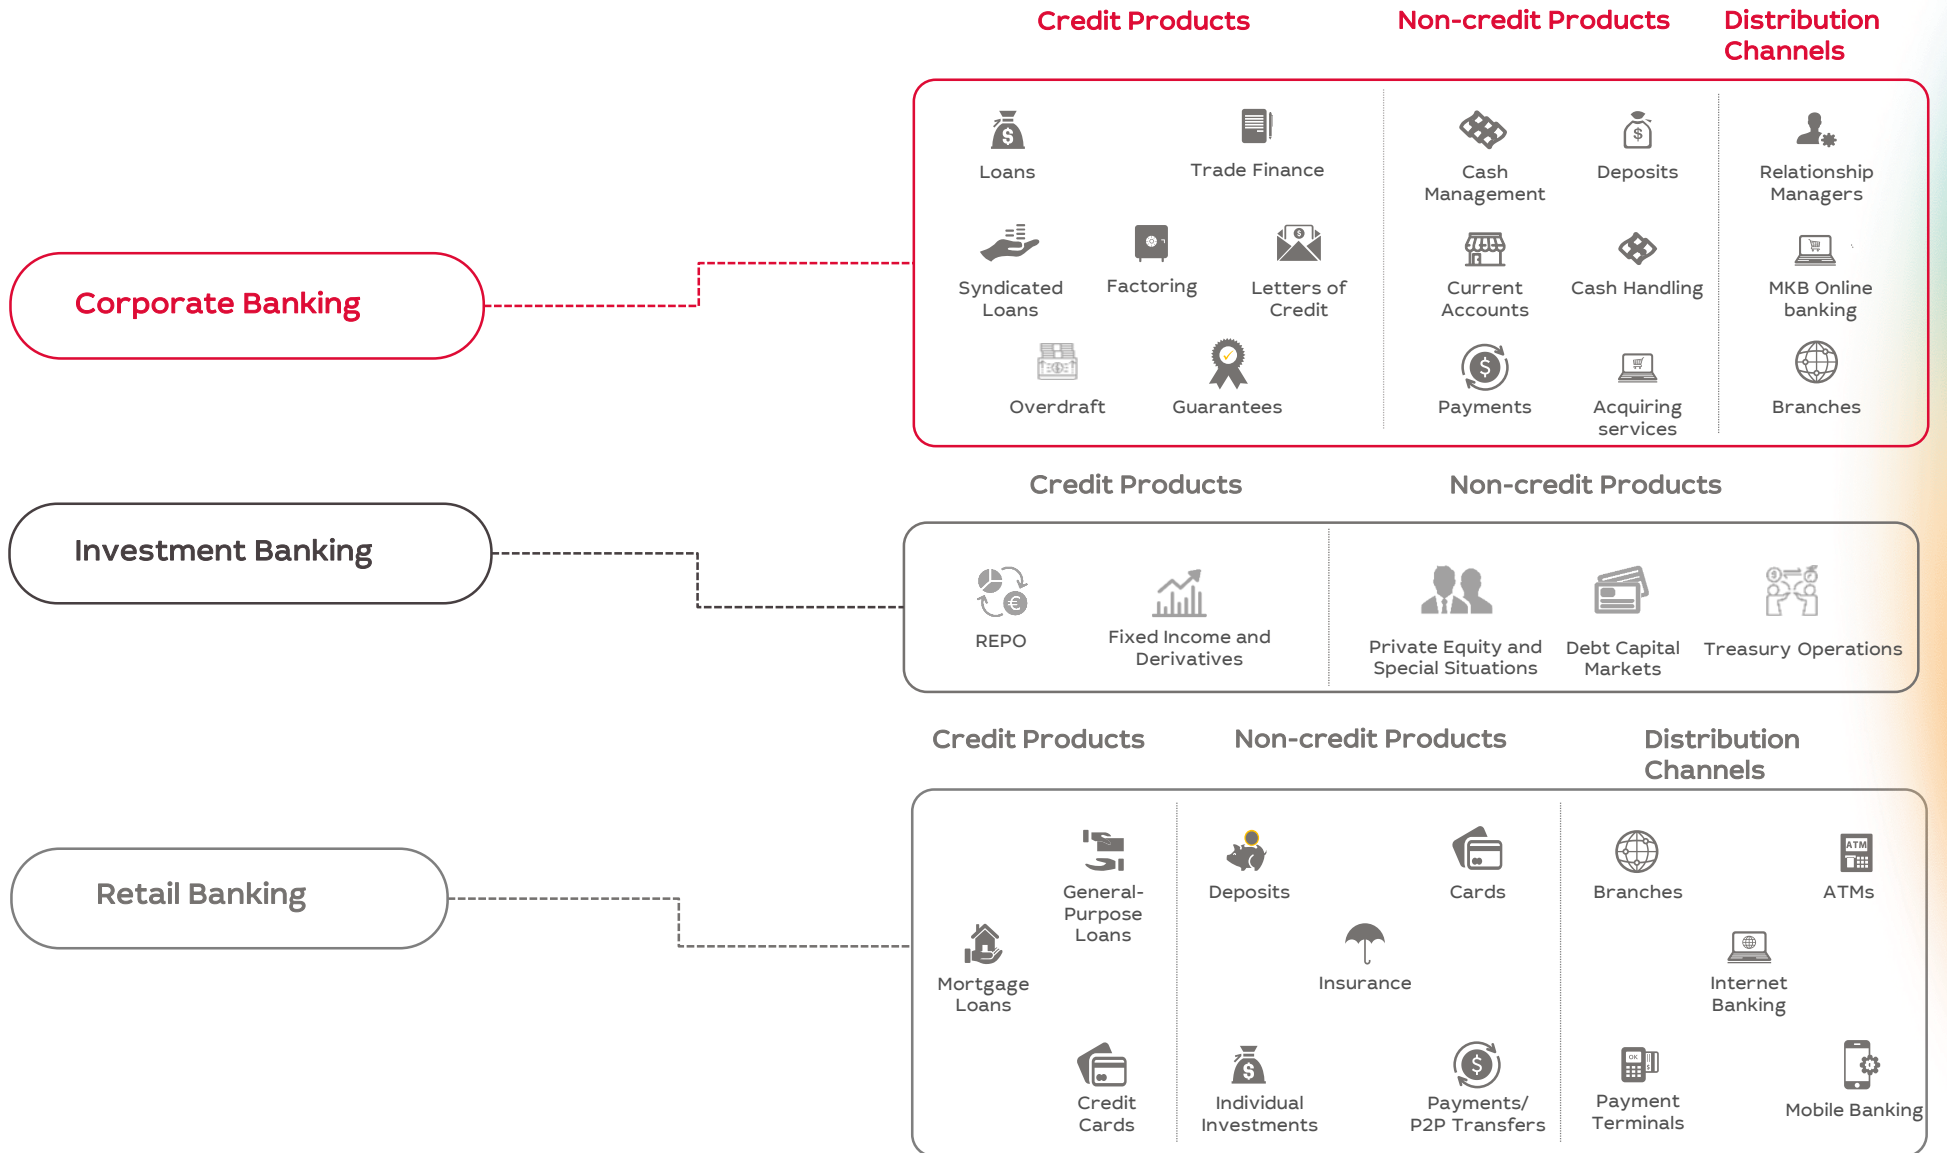 Credit Products
Non-credit Products
Distribution
Channels
Corporate Banking
Loans
Trade Finance
Cash
Management
Deposits
Relationship
Managers
Syndicated
Loans
Factoring
Letters of
Credit
Current
Accounts
Cash Handling
MKB Online
banking
Overdraft
Guarantees
Payments
Acquiring
services
Branches
Credit Products
Non-credit Products
Investment Banking
REPO
Fixed Income and
Derivatives
Private Equity and
Special Situations
Debt Capital
Markets
Treasury Operations
Credit Products
Non-credit Products
Distribution
Channels
Retail Banking
General-
Purpose
Loans
Mortgage
Loans
Credit
Cards
Deposits
Cards
Insurance
Individual
Investments
Payments/
P2P Transfers
Branches
ATM
ATMs
Internet
Banking
OK
Payment
Terminals
Mobile Banking